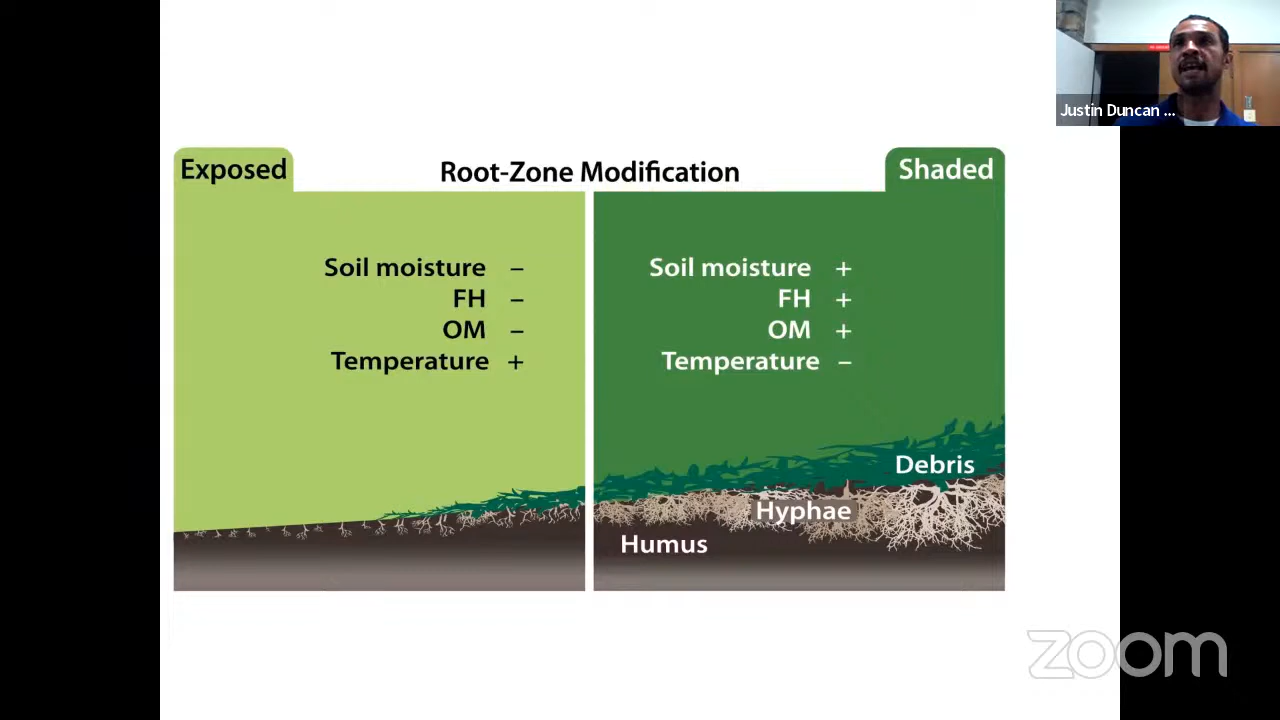 Justin Duncan ...
Exposed
Root-Zone Modification
Shaded
Soil moisture –
FH –
OM –
Temperature +
Soil moisture +
FH +
OM +
Temperature –
Debris
Hyphae
Humus
zoom